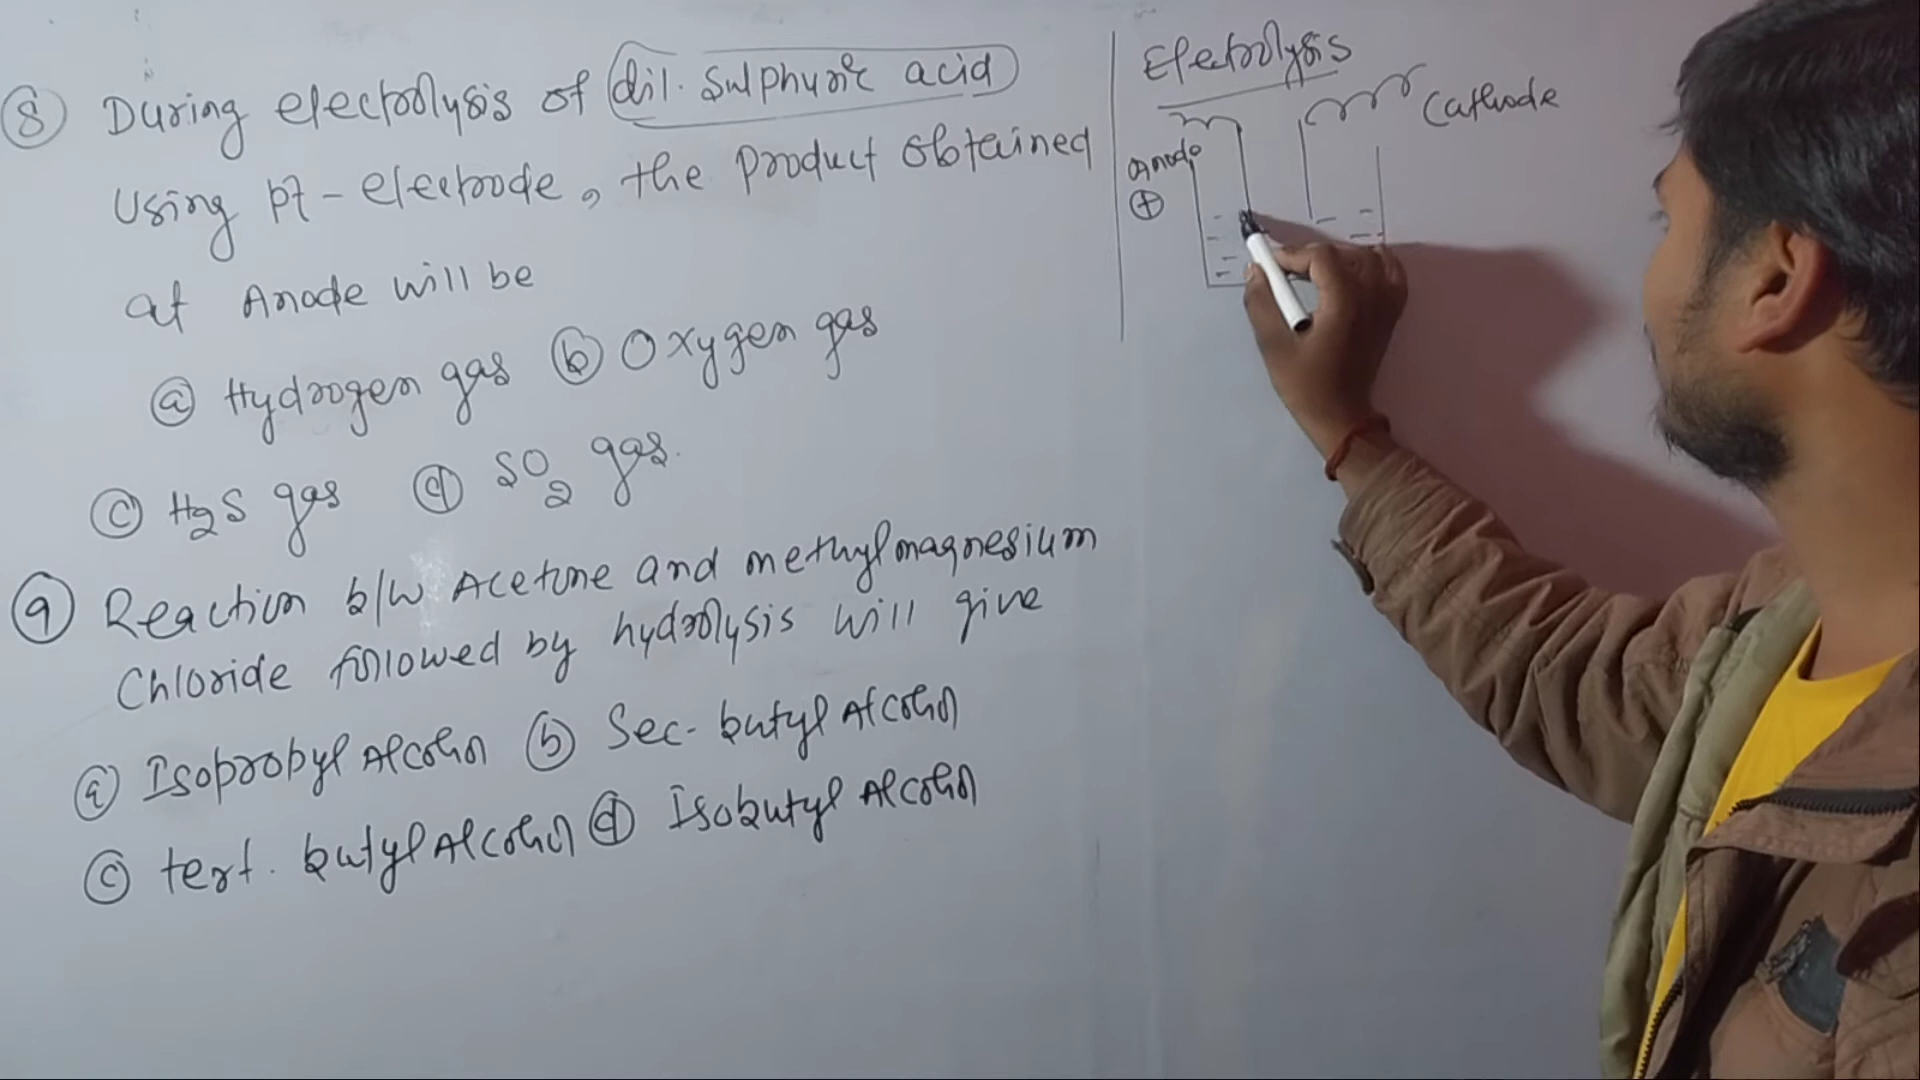 ⑧ During electrolysis of dil. sulphuric acid
Using pt-electrode, the product obtained
at Anode will be
ⓐ Hydrogen gas ⓑ Oxygen gas
ⓒ H2S gas ⓓ SO2 gas.
⑨ Reaction b/w Acetone and methylmagnesium
Chloride followed by hydrolysis will give
ⓐ Isopropyl Alcohol ⓑ Sec-butyl Alcohol
ⓒ tert. butyl Alcohol ⓓ Isobutyl Alcohol
Electrolysis
Cathode
Anode
⊕